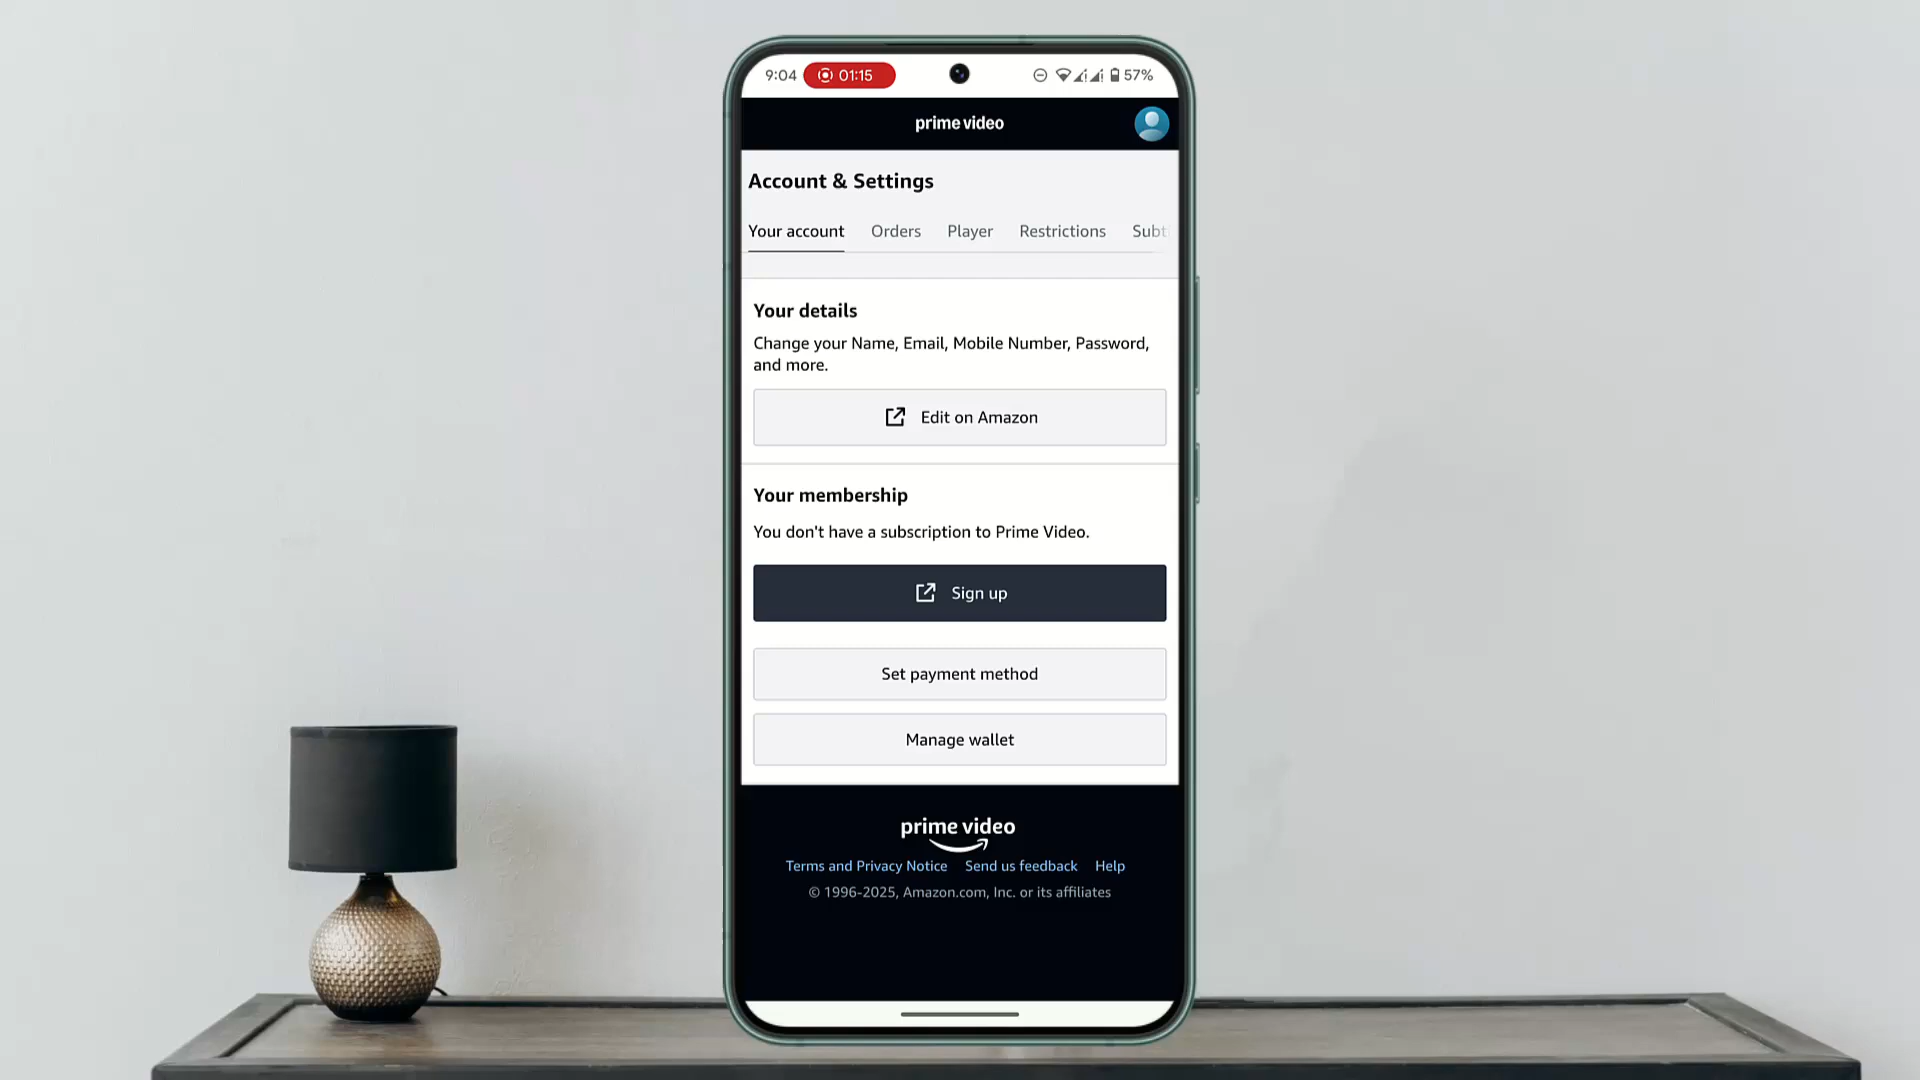 9:04 01:15 57%
prime video
Account & Settings
Your account Orders Player Restrictions Subt
Your details
Change your Name, Email, Mobile Number, Password,
and more.
Edit on Amazon
Your membership
You don't have a subscription to Prime Video.
Sign up
Set payment method
Manage wallet
prime video
Terms and Privacy Notice Send us feedback Help
© 1996-2025, Amazon.com, Inc. or its affiliates